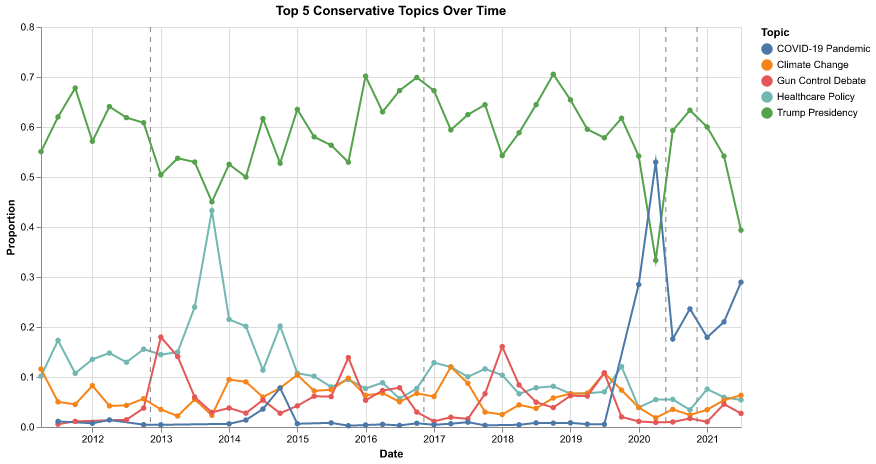 Top 5 Conservative Topics Over Time
Topic
COVID-19 Pandemic
Climate Change
Gun Control Debate
Healthcare Policy
Trump Presidency
Proportion
0.8
0.7
0.6
0.5
0.4
0.3
0.2
0.1
0.0
2012 2013 2014 2015 2016 2017 2018 2019 2020 2021
Date